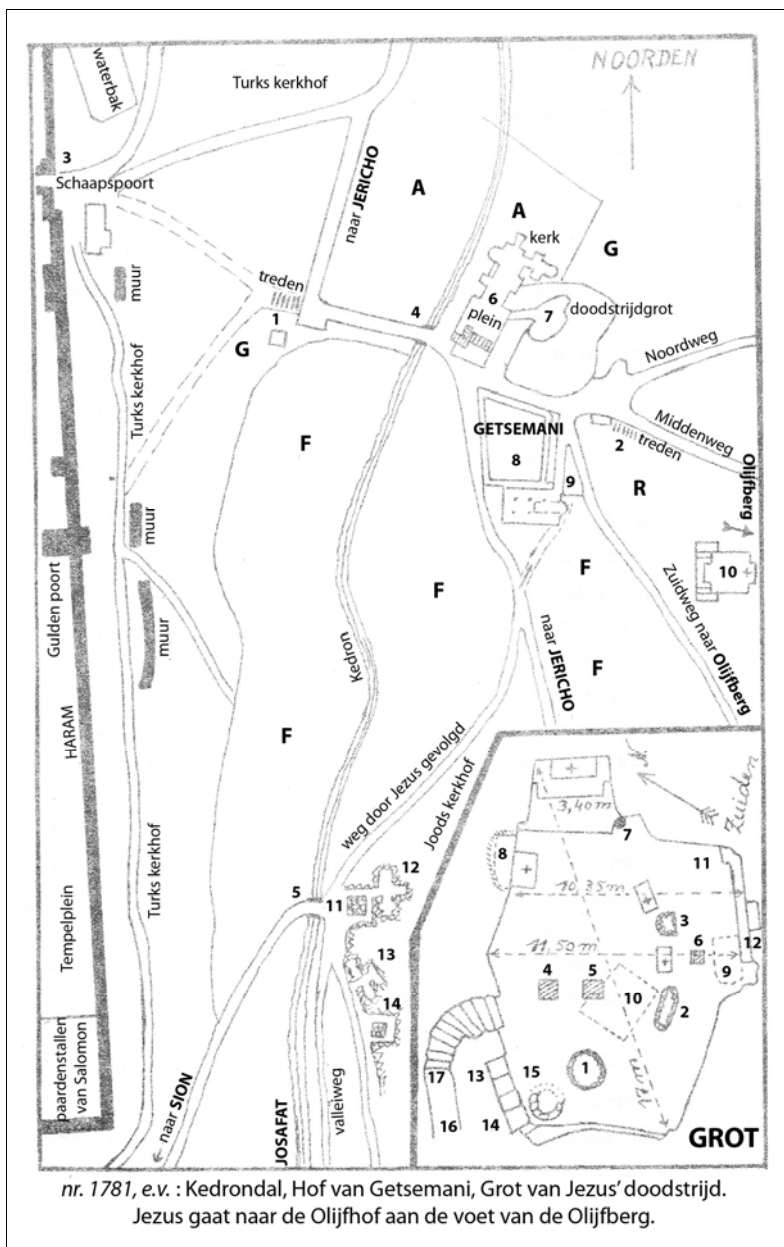 waterbak
Turks kerkhof
NOORDEN
3
Schaapspoort
naar JERICHO
A
A
kerk
G
muur
treden
1
4
6
plein
7
doodstrijdgrot
G
Noordweg
Turks kerkhof
GETSEMANI
8
Middenweg
2
treden
F
9
R
Olijfberg
muur
10
Gulden poort
F
F
Zuidweg naar Olijfberg
muur
Kedron
naar JERICHO
F
HARAM
F
weg door Jezus gevolgd
Joods kerkhof
Turks kerkhof
Tempelplein
5
11
12
13
14
paardenstallen
van Salomon
naar SION
JOSAFAT
valleiweg
N.
Zuiden
3,40 m
7
8
11
10,35 m
3
11,50 m
6
12
4
5
9
10
2
1
15
17
13
16
14
GROT
nr. 1781, e.v. : Kedrondal, Hof van Getsemani, Grot van Jezus' doodstrijd.
Jezus gaat naar de Olijfhof aan de voet van de Olijfberg.